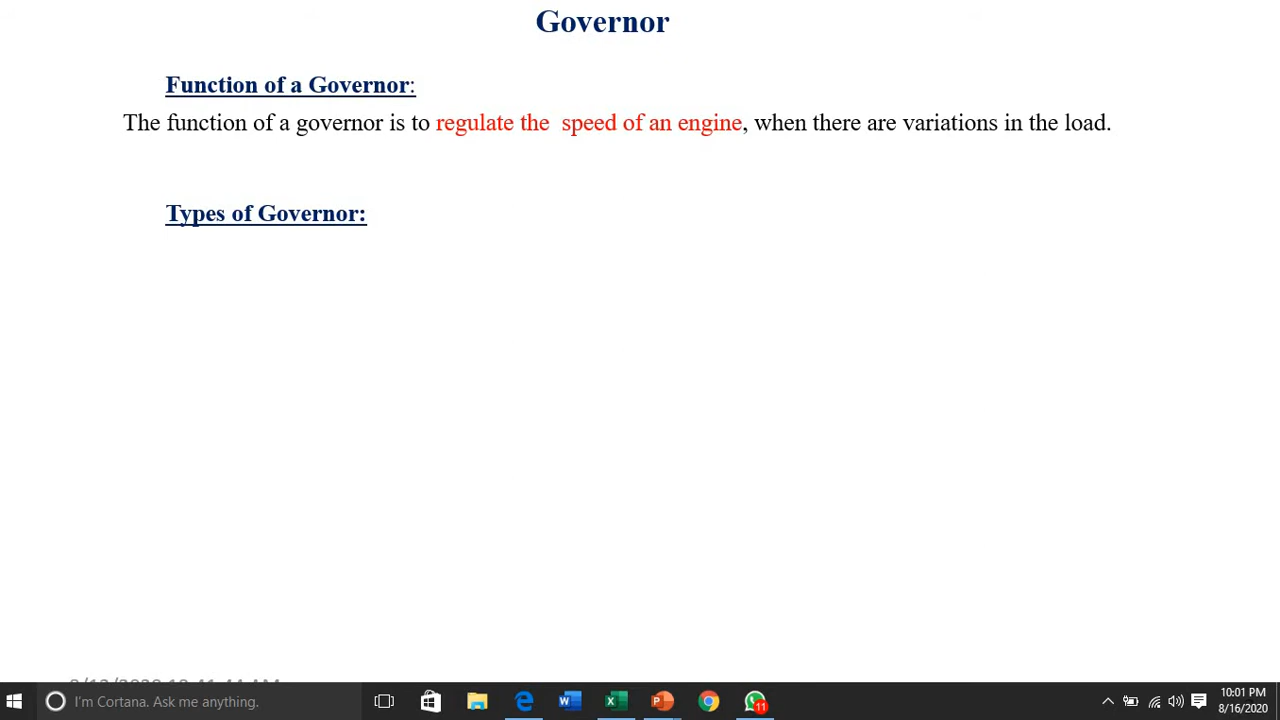 Governor
Function of a Governor:
The function of a governor is to regulate the speed of an engine, when there are variations in the load.
Types of Governor:
I'm Cortana. Ask me anything.
11
10:01 PM
8/16/2020